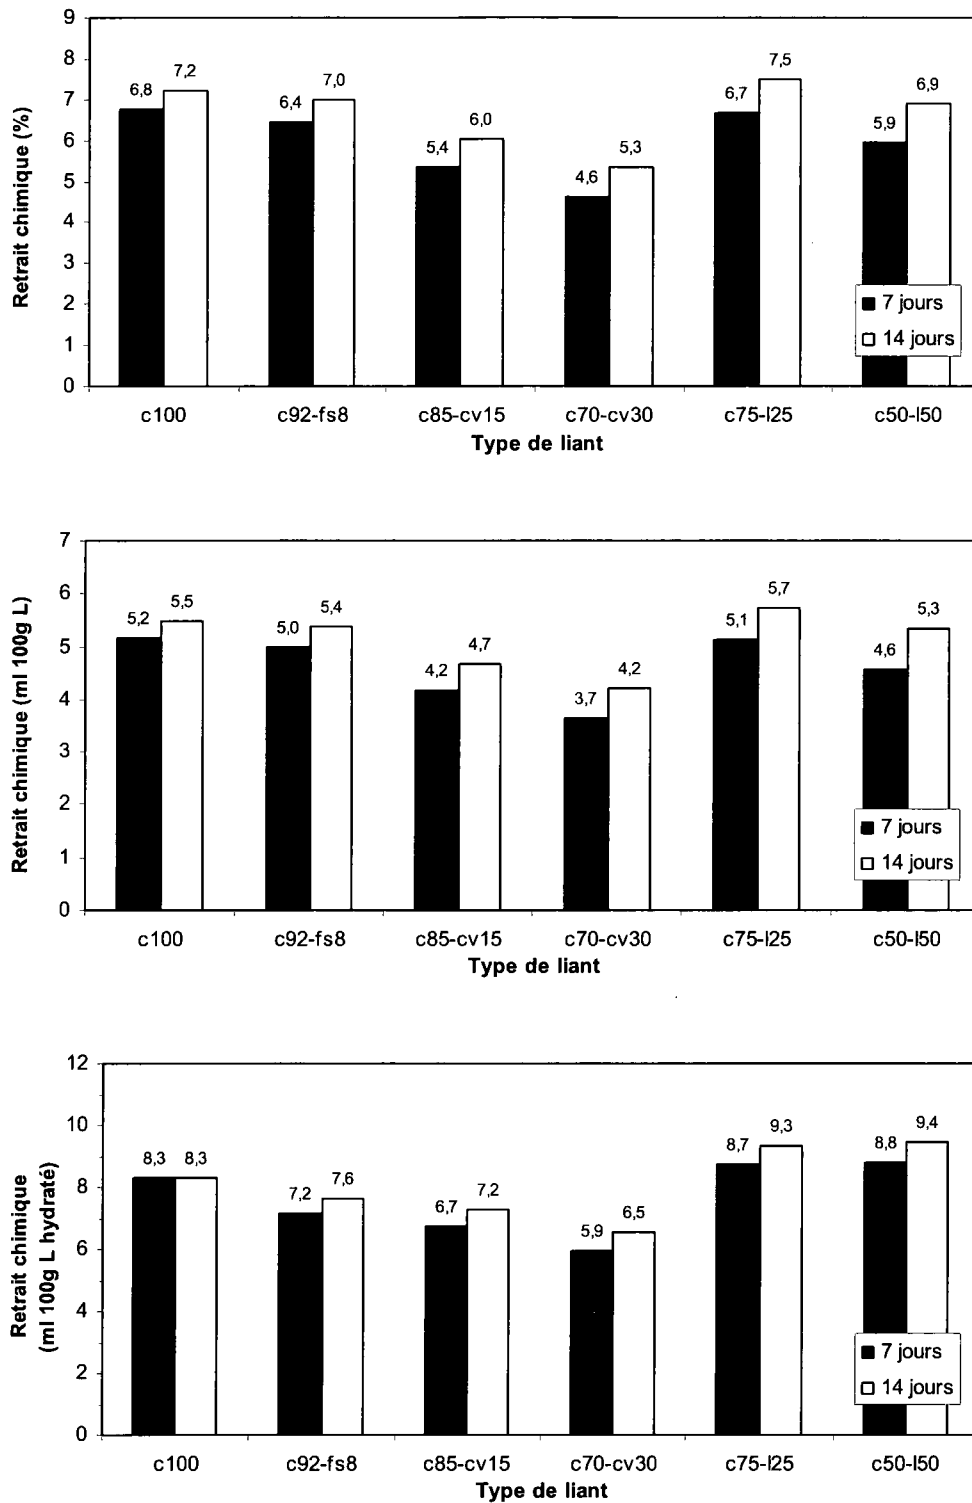 9
8
7
6
5
4
3
2
1
0
Retrait chimique (%)
6,8 7,2 6,4 7,0 5,4 6,0 4,6 5,3 6,7 7,5 5,9 6,9
7 jours
14 jours
c100 c92-fs8 c85-cv15 c70-cv30 c75-l25 c50-l50
Type de liant
7
6
5
4
3
2
1
0
Retrait chimique (ml 100g L)
5,2 5,5 5,0 5,4 4,2 4,7 3,7 4,2 5,1 5,7 4,6 5,3
7 jours
14 jours
c100 c92-fs8 c85-cv15 c70-cv30 c75-l25 c50-l50
Type de liant
12
10
8
6
4
2
0
Retrait chimique
(ml 100g L hydraté)
8,3 8,3 7,2 7,6 6,7 7,2 5,9 6,5 8,7 9,3 8,8 9,4
7 jours
14 jours
c100 c92-fs8 c85-cv15 c70-cv30 c75-l25 c50-l50
Type de liant